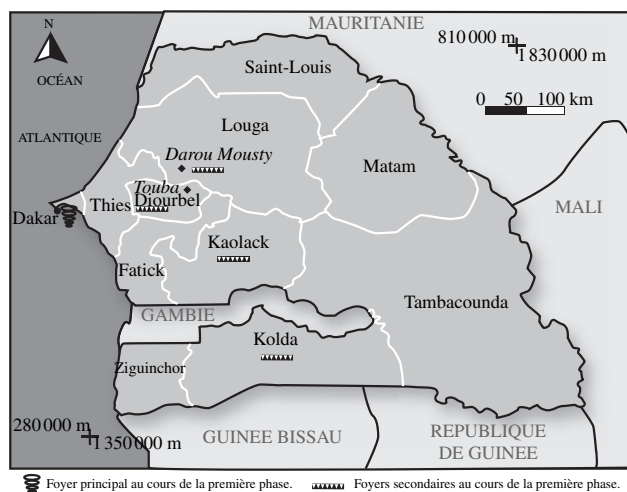 N
OCÉAN
ATLANTIQUE
MAURITANIE
810 000 m
1 830 000 m
0 50 100 km
Saint-Louis
Louga
Darou Mousty
Matam
Touba
Thies
Diourbel
Dakar
MALI
Kaolack
Fatick
Tambacounda
GAMBIE
Kolda
Ziguinchor
280 000 m
1 350 000 m
GUINEE BISSAU
REPUBLIQUE
DE GUINEE
Foyer principal au cours de la première phase.
Foyers secondaires au cours de la première phase.